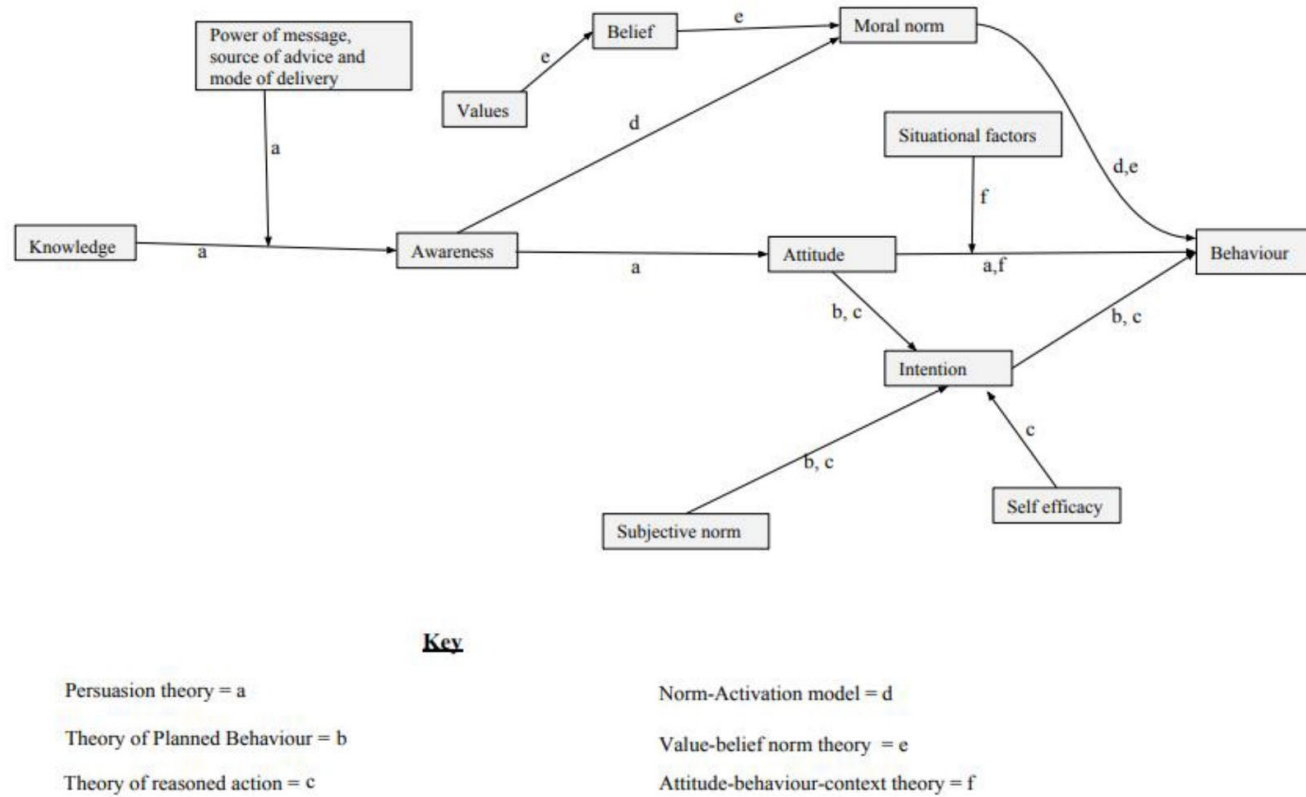 Power of message,
source of advice and
mode of delivery
Belief
e
Moral norm
e
Values
d
Situational factors
a
d,e
f
Knowledge
a
Awareness
a
Attitude
a,f
Behaviour
b, c
b, c
Intention
c
b, c
Self efficacy
Subjective norm
Key
Persuasion theory = a
Theory of Planned Behaviour = b
Theory of reasoned action = c
Norm-Activation model = d
Value-belief norm theory = e
Attitude-behaviour-context theory = f